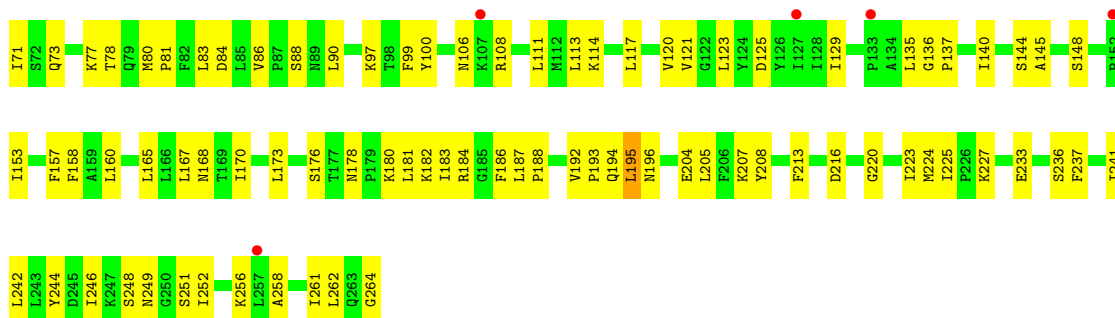 I71 S72 Q73 K77 T78 Q79 M80 P81 F82 L83 D84 L85 V86 P87 S88 N89 L90 K97 T98 F99 Y100 N106 K107 R108 L111 M112 L113 K114 L117 V120 V121 G122 L123 Y124 D125 Y126 I127 I128 I129 P133 A134 L135 G136 P137 I140 S144 A145 S148
I153 F157 F158 A159 L160 L165 L166 L167 N168 T169 I170 L173 S176 T177 N178 P179 K180 L181 K182 I183 R184 G185 F186 L187 P188 V192 P193 Q194 L195 N196 E204 L205 F206 K207 Y208 F213 D216 G220 I223 M224 I225 P226 K227 E233 S236 F237
L242 L243 Y244 D245 I246 K247 S248 N249 G250 S251 I252 K256 L257 A258 I261 L262 Q263 G264